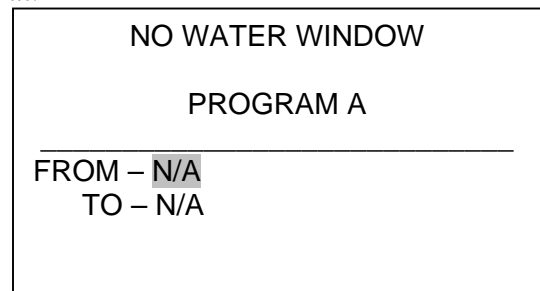 NO WATER WINDOW
PROGRAM A
FROM – N/A
TO – N/A